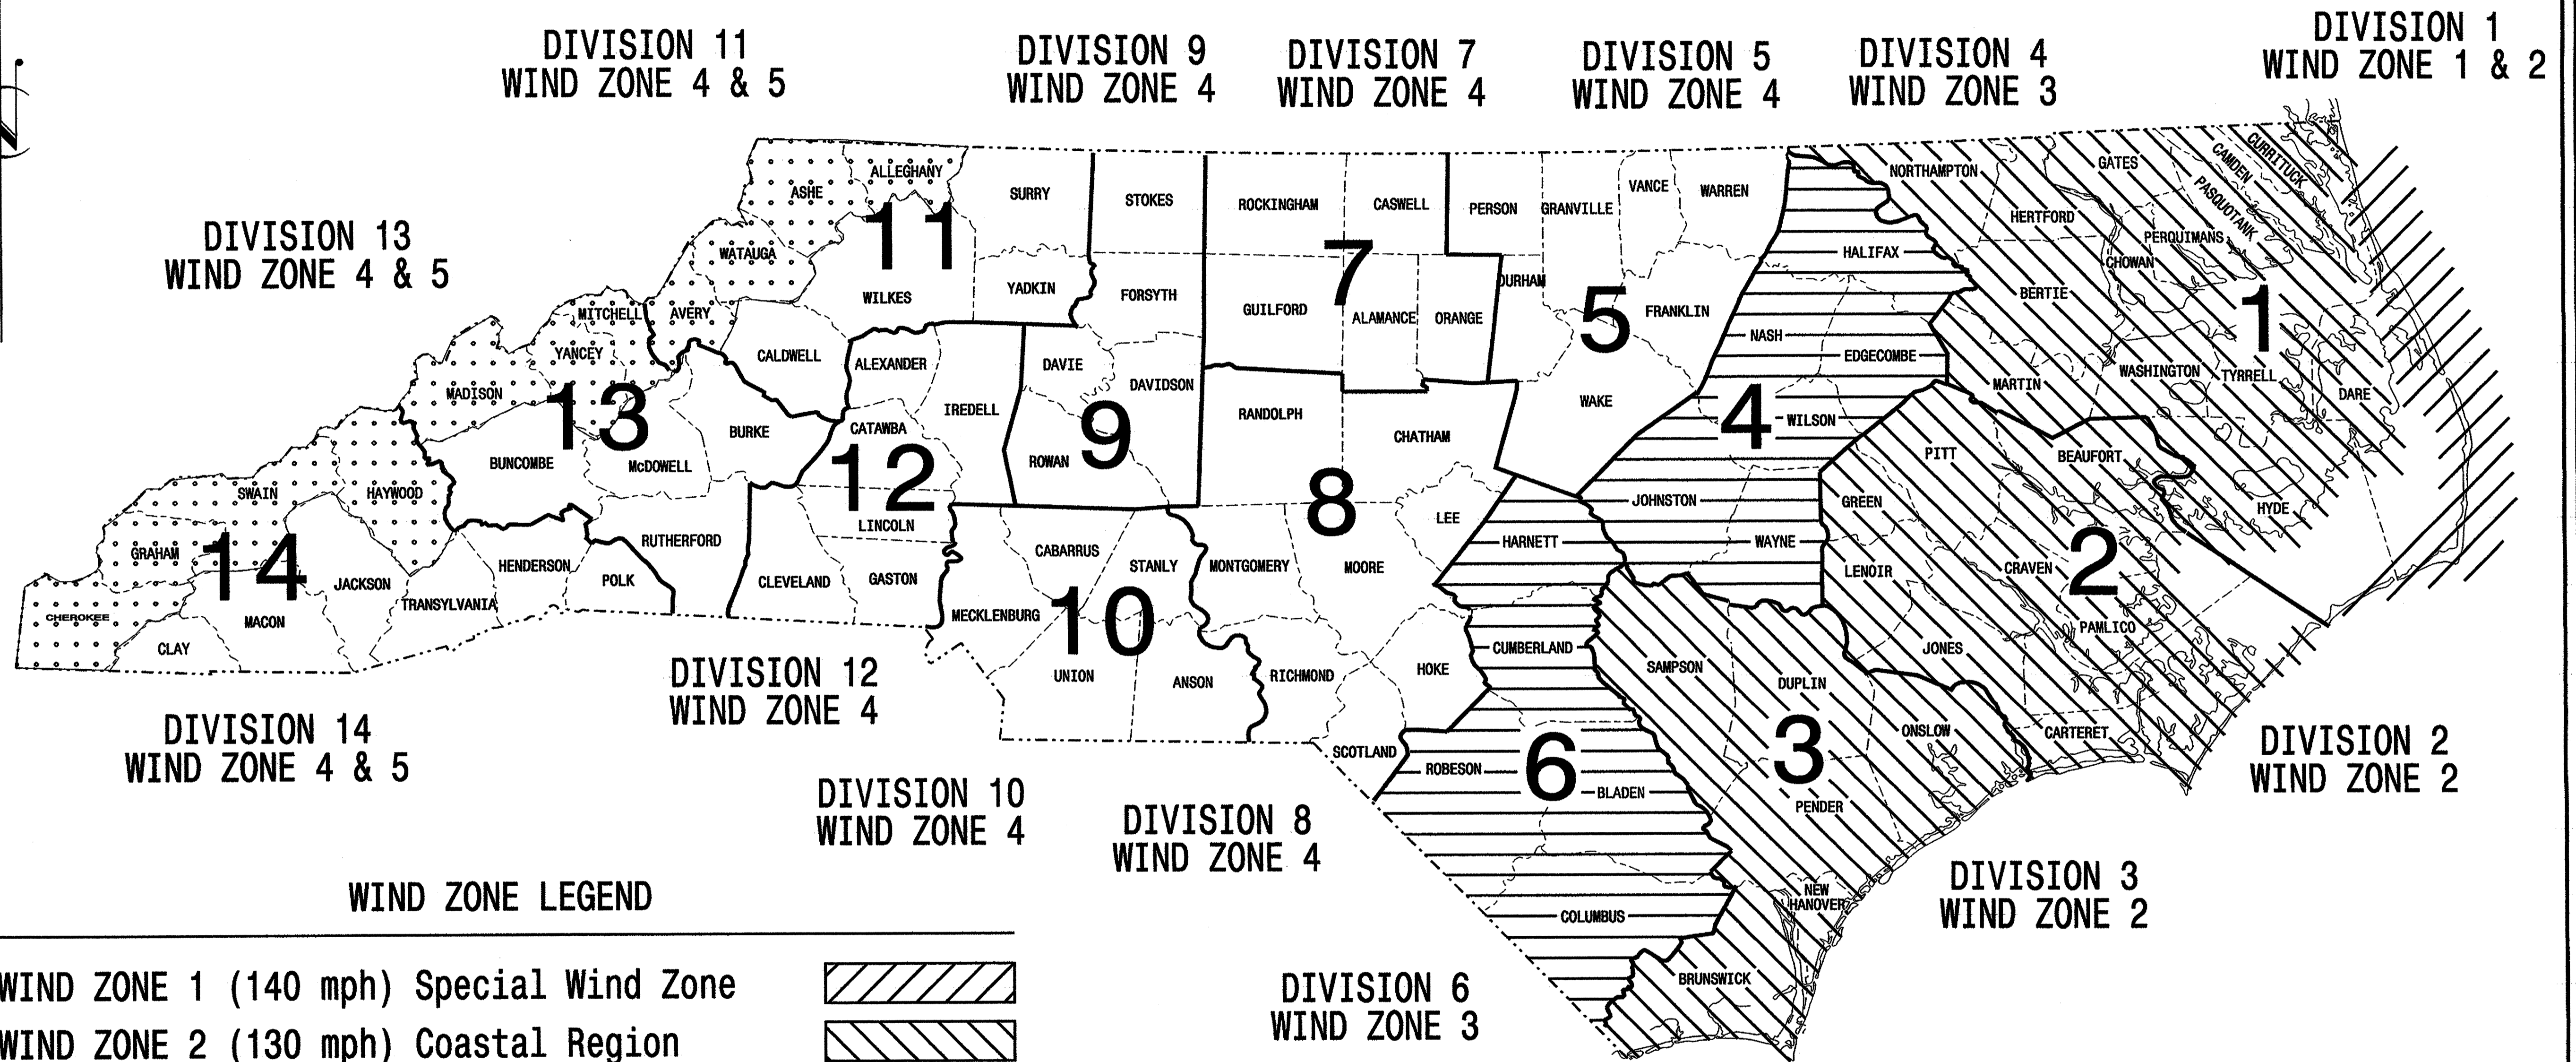 DIVISION 11
WIND ZONE 4 & 5
DIVISION 9
WIND ZONE 4
DIVISION 7
WIND ZONE 4
DIVISION 5
WIND ZONE 4
DIVISION 4
WIND ZONE 3
DIVISION 1
WIND ZONE 1 & 2
N
DIVISION 13
WIND ZONE 4 & 5
ASHE
ALLEGHANY
SURRY
STOKES
ROCKINGHAM
CASWELL
PERSON
GRANVILLE
VANCE
WARREN
NORTHAMPTON
GATES
CAMDEN
CURRITUCK
PASQUOTANK
HERTFORD
PERQUIMANS
CHOWAN
HALIFAX
BERTIE
11
7
5
1
WATAUGA
WILKES
YADKIN
FORSYTH
GUILFORD
ALAMANCE
ORANGE
DURHAM
FRANKLIN
NASH
EDGECOMBE
MITCHELL
AVERY
YANCEY
CALDWELL
ALEXANDER
DAVIE
DAVIDSON
MARTIN
WASHINGTON
TYRRELL
DARE
MADISON
13
BURKE
IREDELL
RANDOLPH
WAKE
4
WILSON
CATAWBA
12
9
ROWAN
CHATHAM
PITT
BEAUFORT
BUNCOMBE
McDOWELL
SWAIN
HAYWOOD
8
LEE
JOHNSTON
GREEN
HYDE
LINCOLN
GRAHAM
14
JACKSON
HENDERSON
RUTHERFORD
POLK
CLEVELAND
GASTON
CABARRUS
STANLY
MONTGOMERY
MOORE
HARNETT
WAYNE
LENOIR
CRAVEN
2
CHEROKEE
CLAY
MACON
TRANSYLVANIA
MECKLENBURG
10
UNION
ANSON
RICHMOND
HOKE
CUMBERLAND
SAMPSON
DUPLIN
JONES
PAMLICO
DIVISION 12
WIND ZONE 4
DIVISION 14
WIND ZONE 4 & 5
SCOTLAND
ROBESON
6
BLADEN
3
PENDER
ONSLOW
CARTERET
DIVISION 2
WIND ZONE 2
DIVISION 10
WIND ZONE 4
DIVISION 8
WIND ZONE 4
COLUMBUS
NEW
HANOVER
DIVISION 3
WIND ZONE 2
BRUNSWICK
DIVISION 6
WIND ZONE 3
WIND ZONE LEGEND
WIND ZONE 1 (140 mph) Special Wind Zone
WIND ZONE 2 (130 mph) Coastal Region